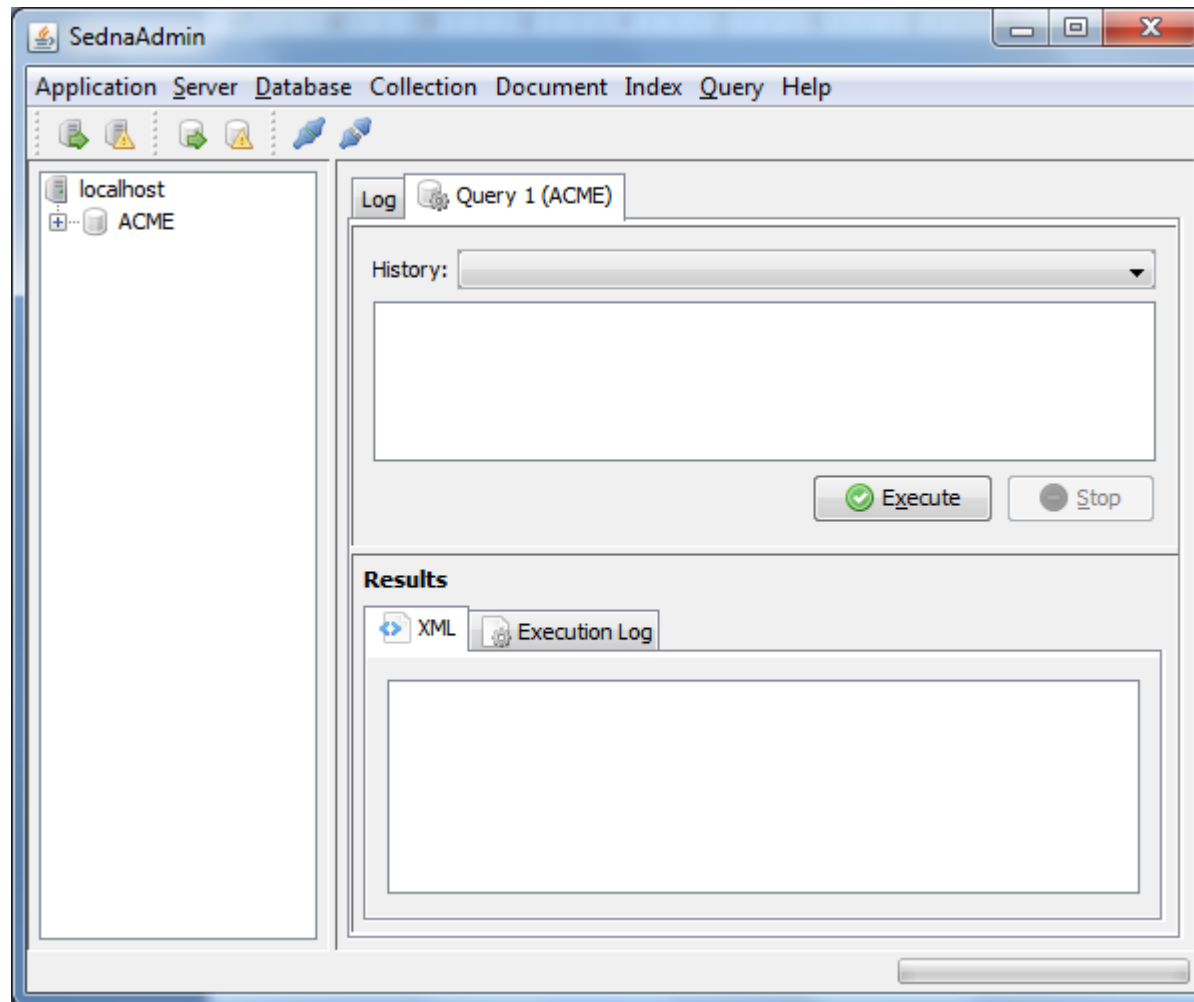 SednaAdmin
Application Server Database Collection Document Index Query Help
localhost
ACME
Log
Query 1 (ACME)
History:
Execute
Stop
Results
XML
Execution Log